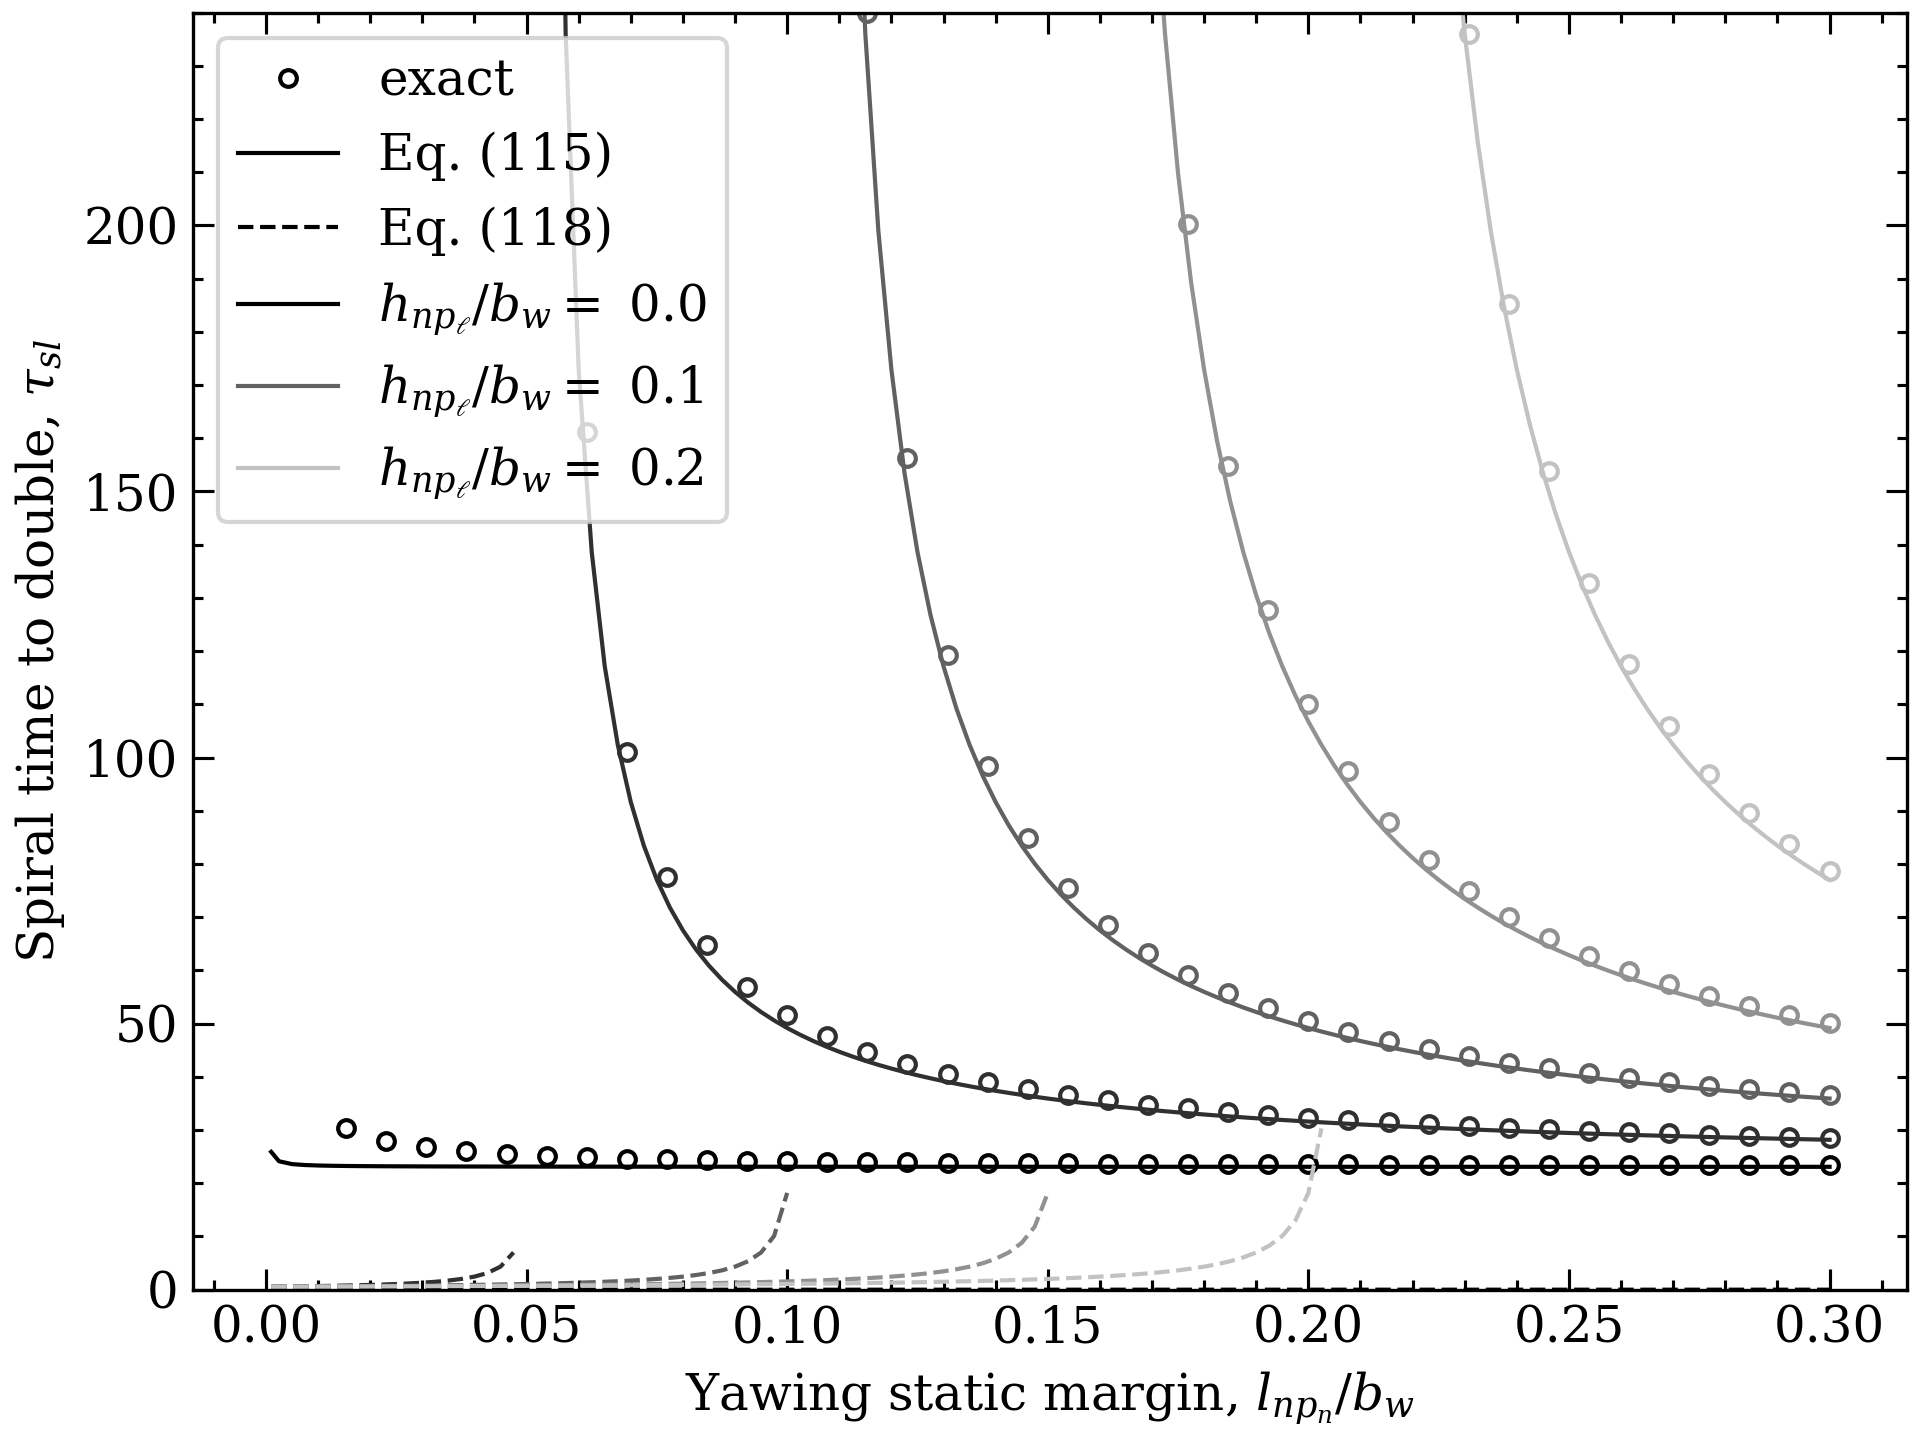 exact
Eq. (115)
Eq. (118)
h_{np_ℓ}/b_w = 0.0
h_{np_ℓ}/b_w = 0.1
h_{np_ℓ}/b_w = 0.2
Spiral time to double, τ_{sl}
200
150
100
50
0
0.00 0.05 0.10 0.15 0.20 0.25 0.30
Yawing static margin, l_{np_n}/b_w